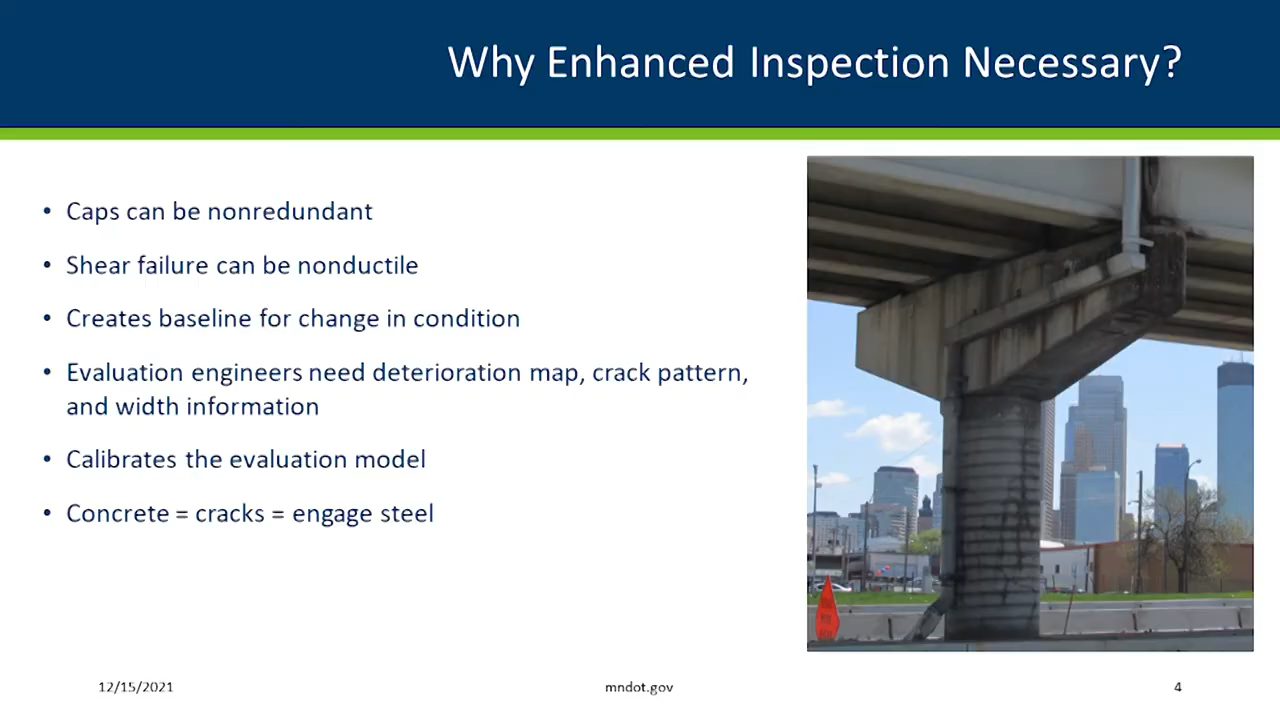 Why Enhanced Inspection Necessary?
• Caps can be nonredundant
• Shear failure can be nonductile
• Creates baseline for change in condition
• Evaluation engineers need deterioration map, crack pattern,
and width information
• Calibrates the evaluation model
• Concrete = cracks = engage steel
12/15/2021
mndot.gov
4